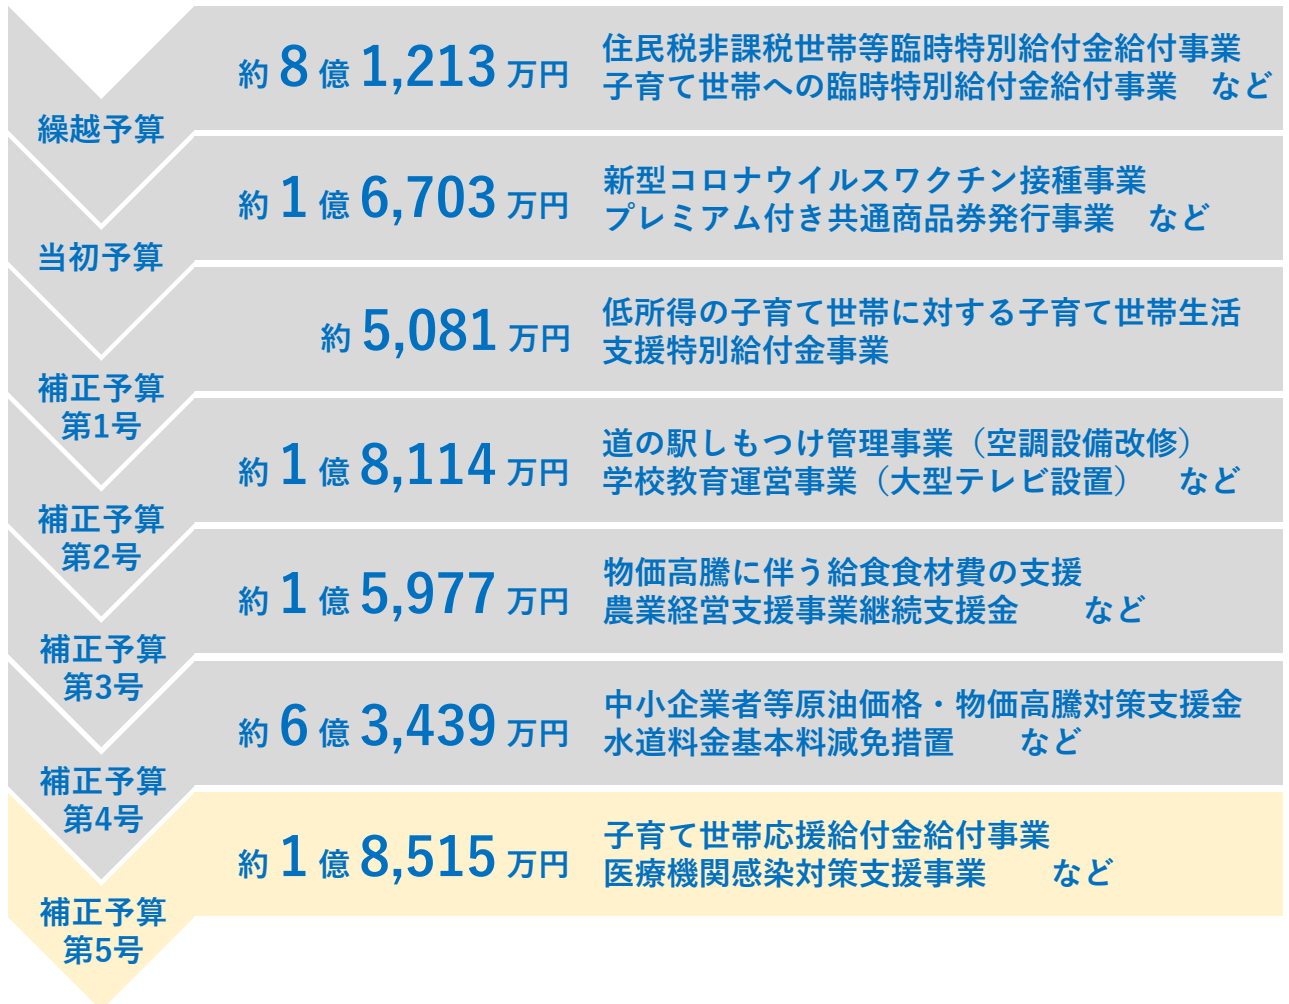 繰越予算
約 8 億 1,213 万円
住民税非課税世帯等臨時特別給付金給付事業
子育て世帯への臨時特別給付金給付事業　など
当初予算
約 1 億 6,703 万円
新型コロナウイルスワクチン接種事業
プレミアム付き共通商品券発行事業　など
補正予算
第1号
約 5,081 万円
低所得の子育て世帯に対する子育て世帯生活
支援特別給付金事業
補正予算
第2号
約 1 億 8,114 万円
道の駅しもつけ管理事業（空調設備改修）
学校教育運営事業（大型テレビ設置）　など
補正予算
第3号
約 1 億 5,977 万円
物価高騰に伴う給食食材費の支援
農業経営支援事業継続支援金　　など
補正予算
第4号
約 6 億 3,439 万円
中小企業者等原油価格・物価高騰対策支援金
水道料金基本料減免措置　　など
補正予算
第5号
約 1 億 8,515 万円
子育て世帯応援給付金給付事業
医療機関感染対策支援事業　　など